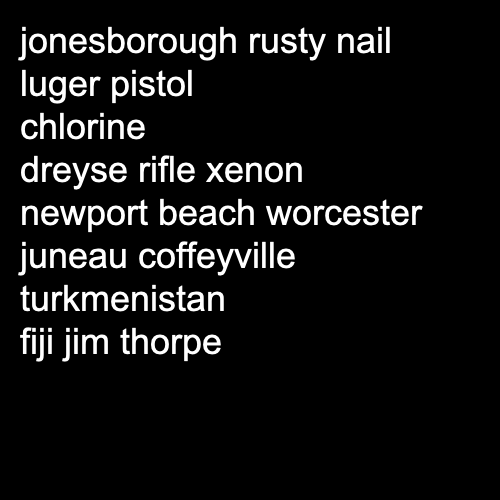 jonesborough rusty nail
luger pistol
chlorine
dreyse rifle xenon
newport beach worcester
juneau coffeyville
turkmenistan
fiji jim thorpe